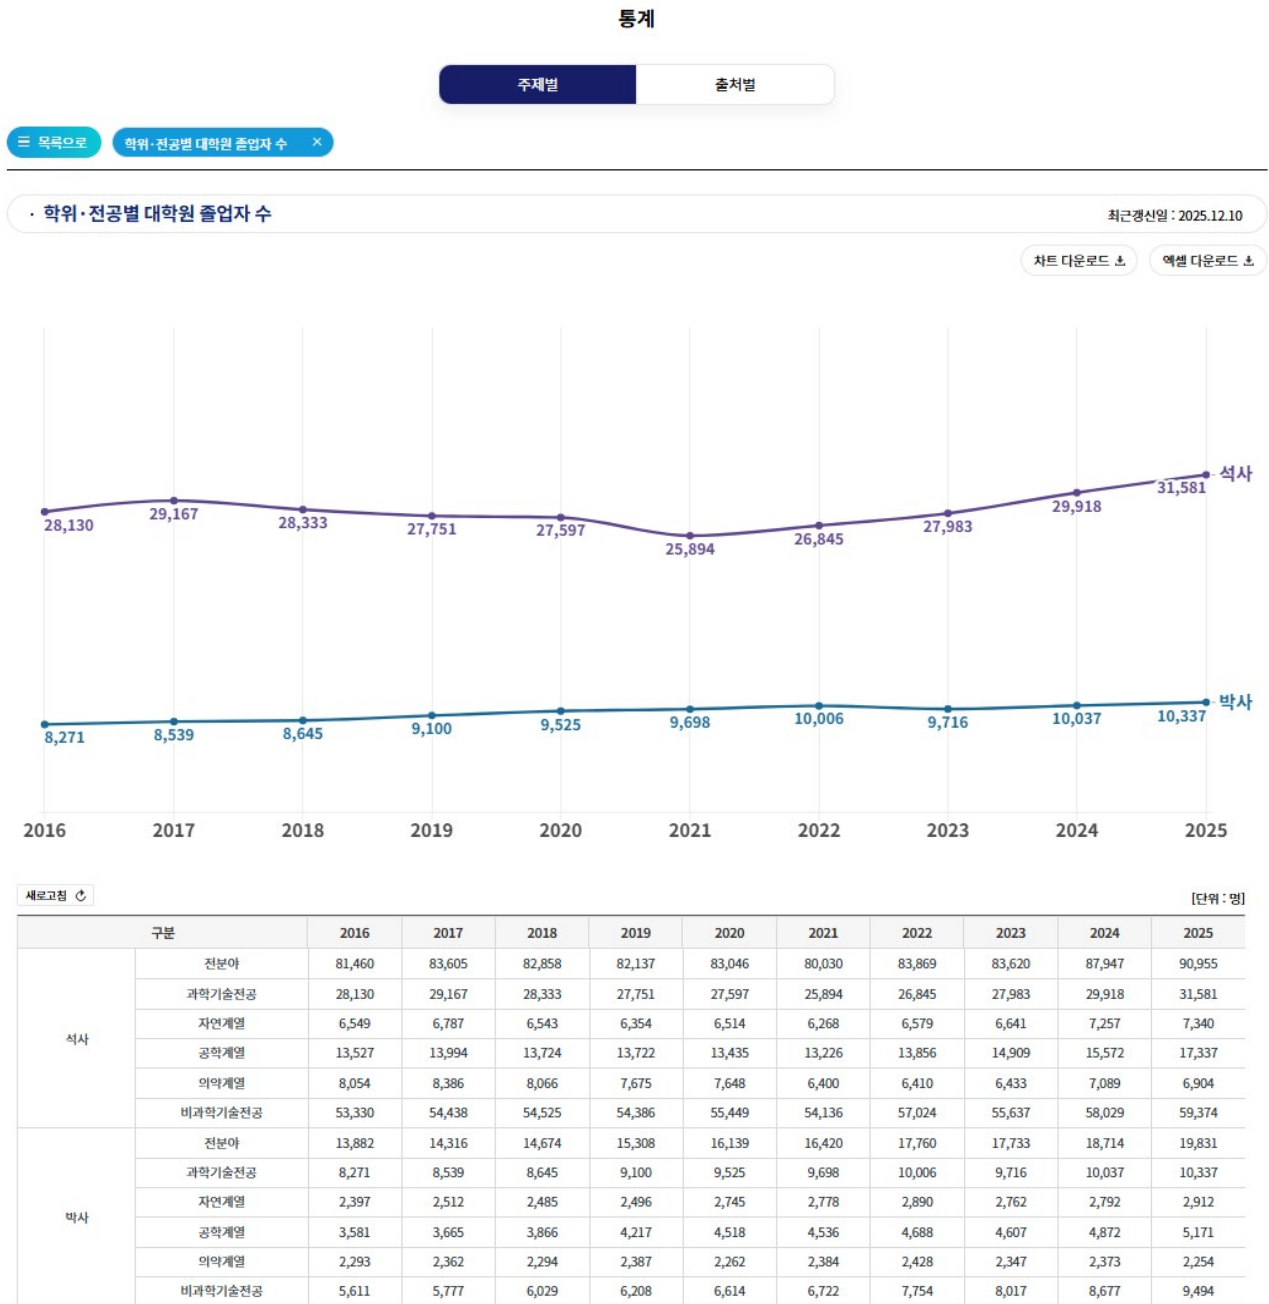 통계
주제별 출처별
목록으로 학위·전공별 대학원 졸업자 수 ×
· 학위·전공별 대학원 졸업자 수 최근갱신일 : 2025.12.10
차트 다운로드 엑셀 다운로드
석사
28,130 29,167 28,333 27,751 27,597 25,894 26,845 27,983 29,918 31,581
박사
8,271 8,539 8,645 9,100 9,525 9,698 10,006 9,716 10,037 10,337
2016 2017 2018 2019 2020 2021 2022 2023 2024 2025
새로고침 [단위 : 명]
구분 2016 2017 2018 2019 2020 2021 2022 2023 2024 2025
석사
전분야 81,460 83,605 82,858 82,137 83,046 80,030 83,869 83,620 87,947 90,955
과학기술전공 28,130 29,167 28,333 27,751 27,597 25,894 26,845 27,983 29,918 31,581
자연계열 6,549 6,787 6,543 6,354 6,514 6,268 6,579 6,641 7,257 7,340
공학계열 13,527 13,994 13,724 13,722 13,435 13,226 13,856 14,909 15,572 17,337
의약계열 8,054 8,386 8,066 7,675 7,648 6,400 6,410 6,433 7,089 6,904
비과학기술전공 53,330 54,438 54,525 54,386 55,449 54,136 57,024 55,637 58,029 59,374
박사
전분야 13,882 14,316 14,674 15,308 16,139 16,420 17,760 17,733 18,714 19,831
과학기술전공 8,271 8,539 8,645 9,100 9,525 9,698 10,006 9,716 10,037 10,337
자연계열 2,397 2,512 2,485 2,496 2,745 2,778 2,890 2,762 2,792 2,912
공학계열 3,581 3,665 3,866 4,217 4,518 4,536 4,688 4,607 4,872 5,171
의약계열 2,293 2,362 2,294 2,387 2,262 2,384 2,428 2,347 2,373 2,254
비과학기술전공 5,611 5,777 6,029 6,208 6,614 6,722 7,754 8,017 8,677 9,494